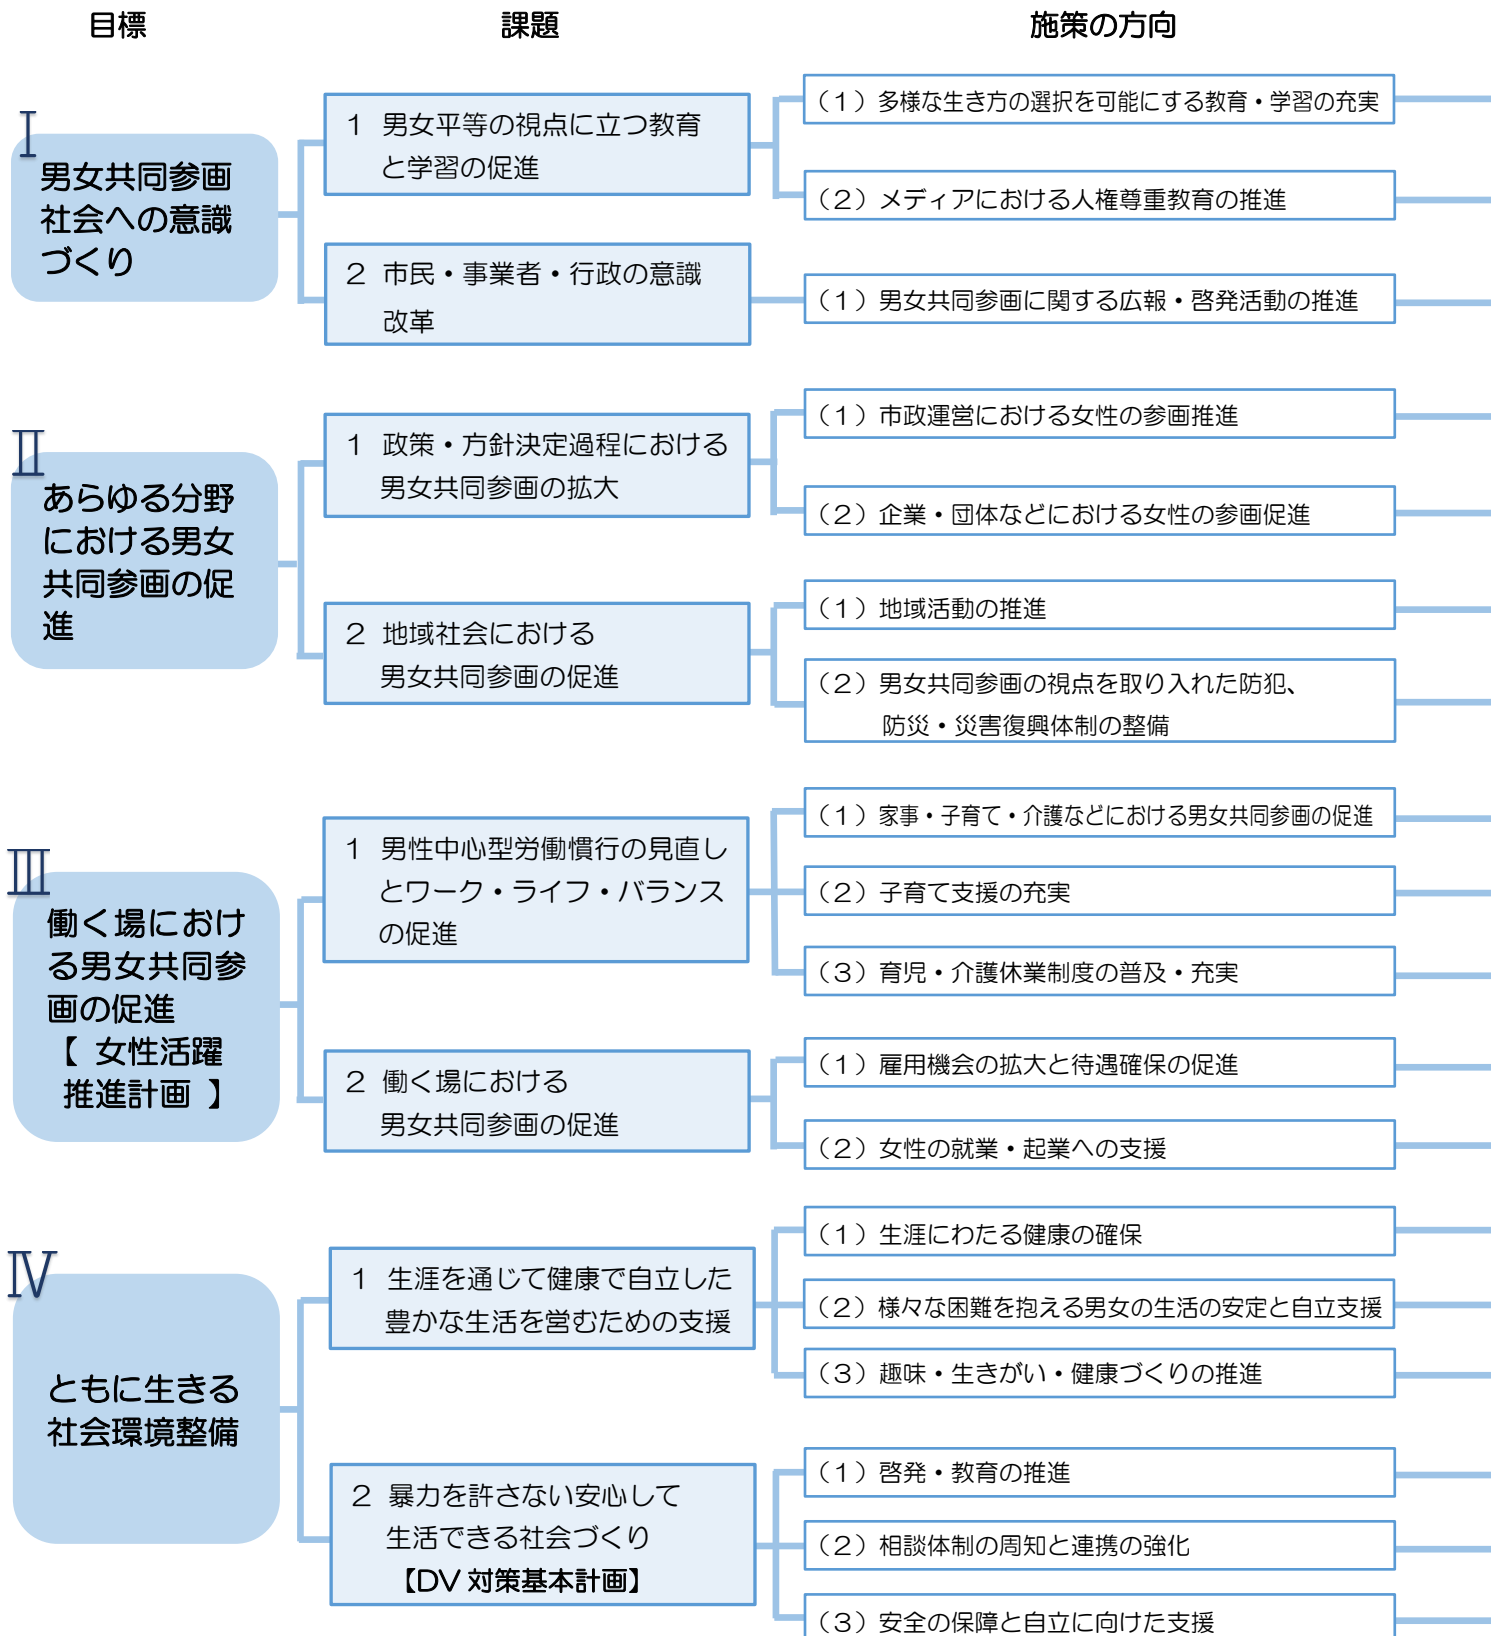 目標
課題
施策の方向
Ⅰ
男女共同参画
社会への意識
づくり
1 男女平等の視点に立つ教育
と学習の促進
(1)多様な生き方の選択を可能にする教育・学習の充実
(2)メディアにおける人権尊重教育の推進
2 市民・事業者・行政の意識
改革
(1)男女共同参画に関する広報・啓発活動の推進
Ⅱ
あらゆる分野
における男女
共同参画の促
進
1 政策・方針決定過程における
男女共同参画の拡大
(1)市政運営における女性の参画推進
(2)企業・団体などにおける女性の参画促進
2 地域社会における
男女共同参画の促進
(1)地域活動の推進
(2)男女共同参画の視点を取り入れた防犯、
防災・災害復興体制の整備
Ⅲ
働く場におけ
る男女共同参
画の促進
【 女性活躍
推進計画 】
1 男性中心型労働慣行の見直し
とワーク・ライフ・バランス
の促進
(1)家事・子育て・介護などにおける男女共同参画の促進
(2)子育て支援の充実
(3)育児・介護休業制度の普及・充実
2 働く場における
男女共同参画の促進
(1)雇用機会の拡大と待遇確保の促進
(2)女性の就業・起業への支援
Ⅳ
ともに生きる
社会環境整備
1 生涯を通じて健康で自立した
豊かな生活を営むための支援
(1)生涯にわたる健康の確保
(2)様々な困難を抱える男女の生活の安定と自立支援
(3)趣味・生きがい・健康づくりの推進
2 暴力を許さない安心して
生活できる社会づくり
【DV 対策基本計画】
(1)啓発・教育の推進
(2)相談体制の周知と連携の強化
(3)安全の保障と自立に向けた支援